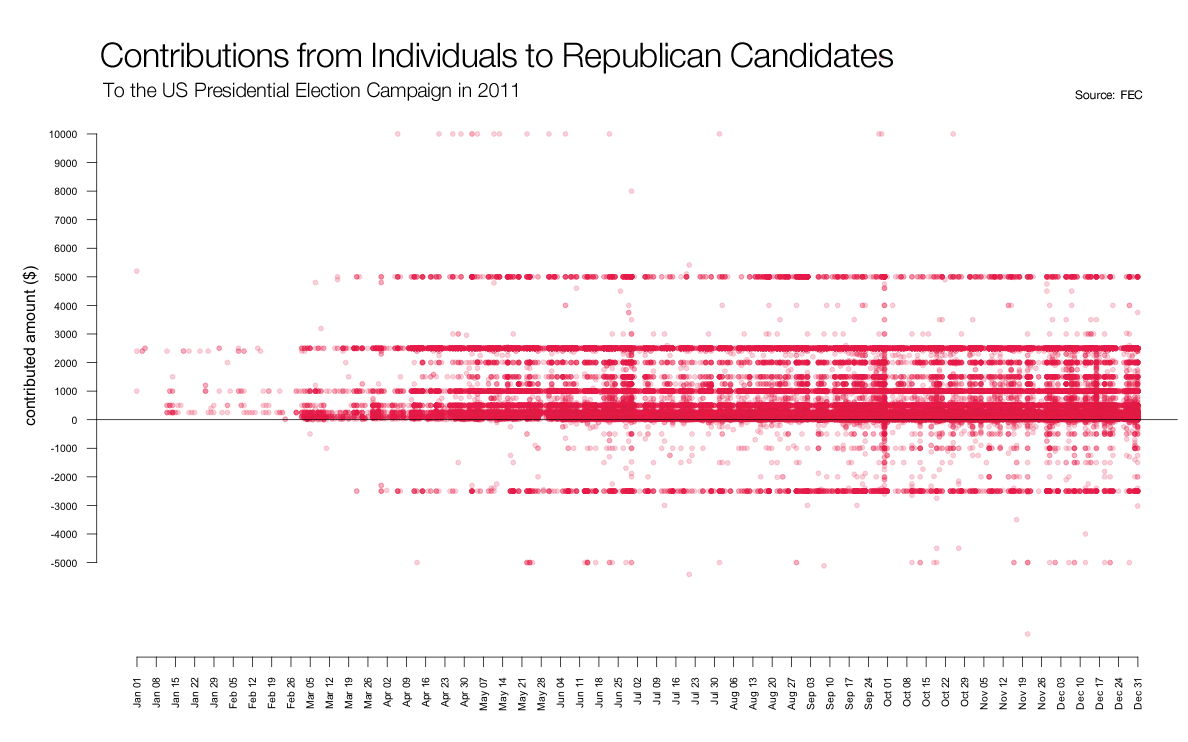 Contributions from Individuals to Republican Candidates
To the US Presidential Election Campaign in 2011
Source: FEC
contributed amount ($)
10000
9000
8000
7000
6000
5000
4000
3000
2000
1000
0
-1000
-2000
-3000
-4000
-5000
Jan 01
Jan 08
Jan 15
Jan 22
Jan 29
Feb 05
Feb 12
Feb 19
Feb 26
Mar 05
Mar 12
Mar 19
Mar 26
Apr 02
Apr 09
Apr 16
Apr 23
Apr 30
May 07
May 14
May 21
May 28
Jun 04
Jun 11
Jun 18
Jun 25
Jul 02
Jul 09
Jul 16
Jul 23
Jul 30
Aug 06
Aug 13
Aug 20
Aug 27
Sep 03
Sep 10
Sep 17
Sep 24
Oct 01
Oct 08
Oct 15
Oct 22
Oct 29
Nov 05
Nov 12
Nov 19
Nov 26
Dec 03
Dec 10
Dec 17
Dec 24
Dec 31